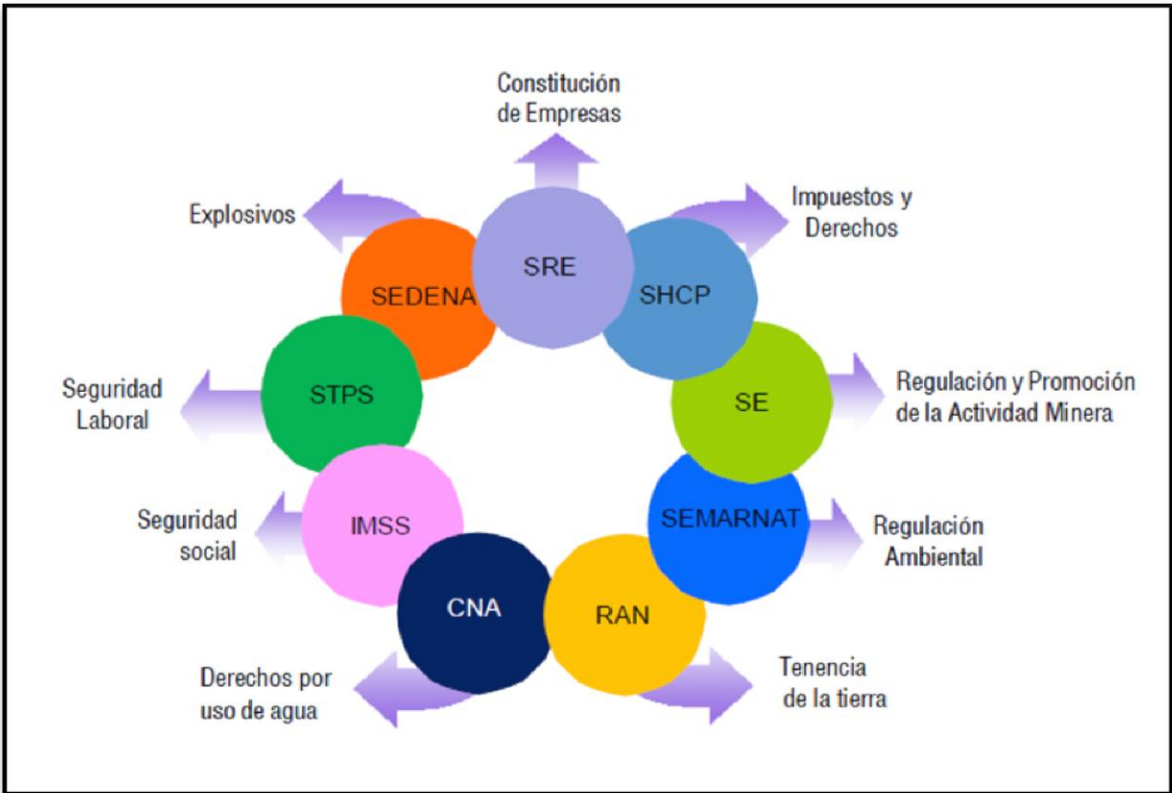 Constitución
de Empresas
Explosivos
Impuestos y
Derechos
SRE
SEDENA
SHCP
Seguridad
Laboral
STPS
SE
Regulación y Promoción
de la Actividad Minera
Seguridad
social
IMSS
SEMARNAT
Regulación
Ambiental
CNA
RAN
Derechos por
uso de agua
Tenencia
de la tierra